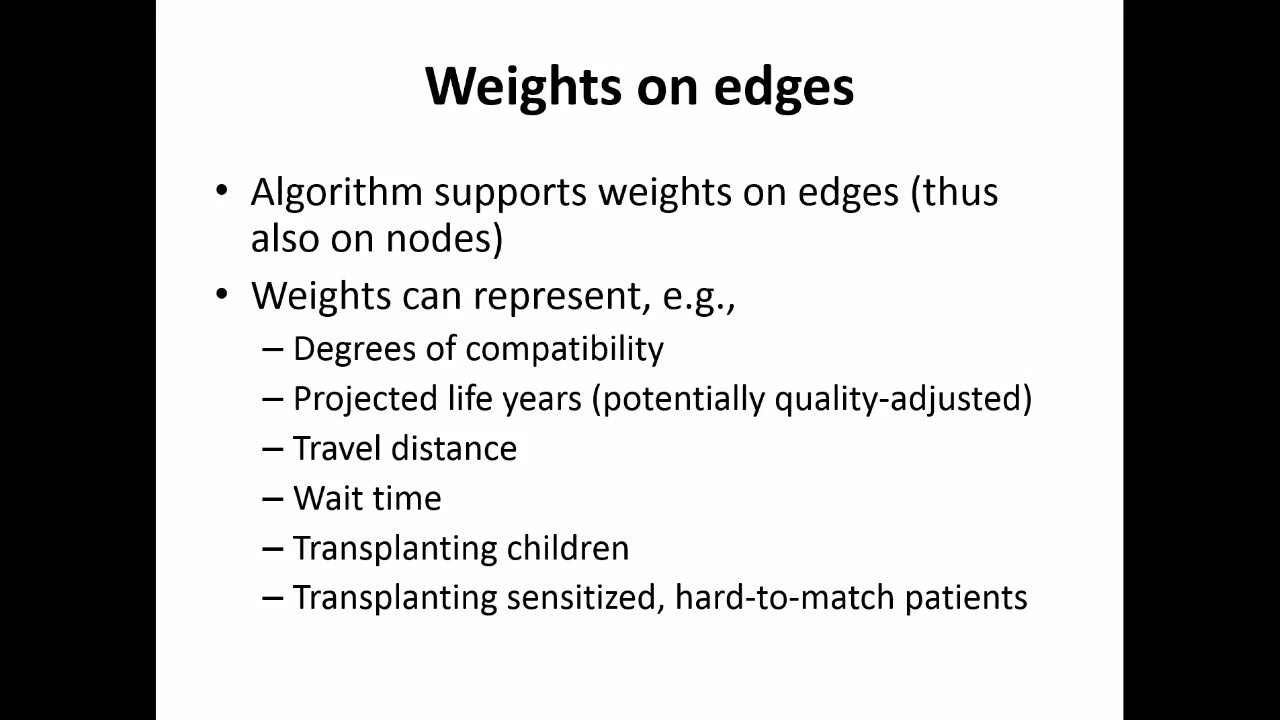 Weights on edges
• Algorithm supports weights on edges (thus
also on nodes)
• Weights can represent, e.g.,
– Degrees of compatibility
– Projected life years (potentially quality-adjusted)
– Travel distance
– Wait time
– Transplanting children
– Transplanting sensitized, hard-to-match patients